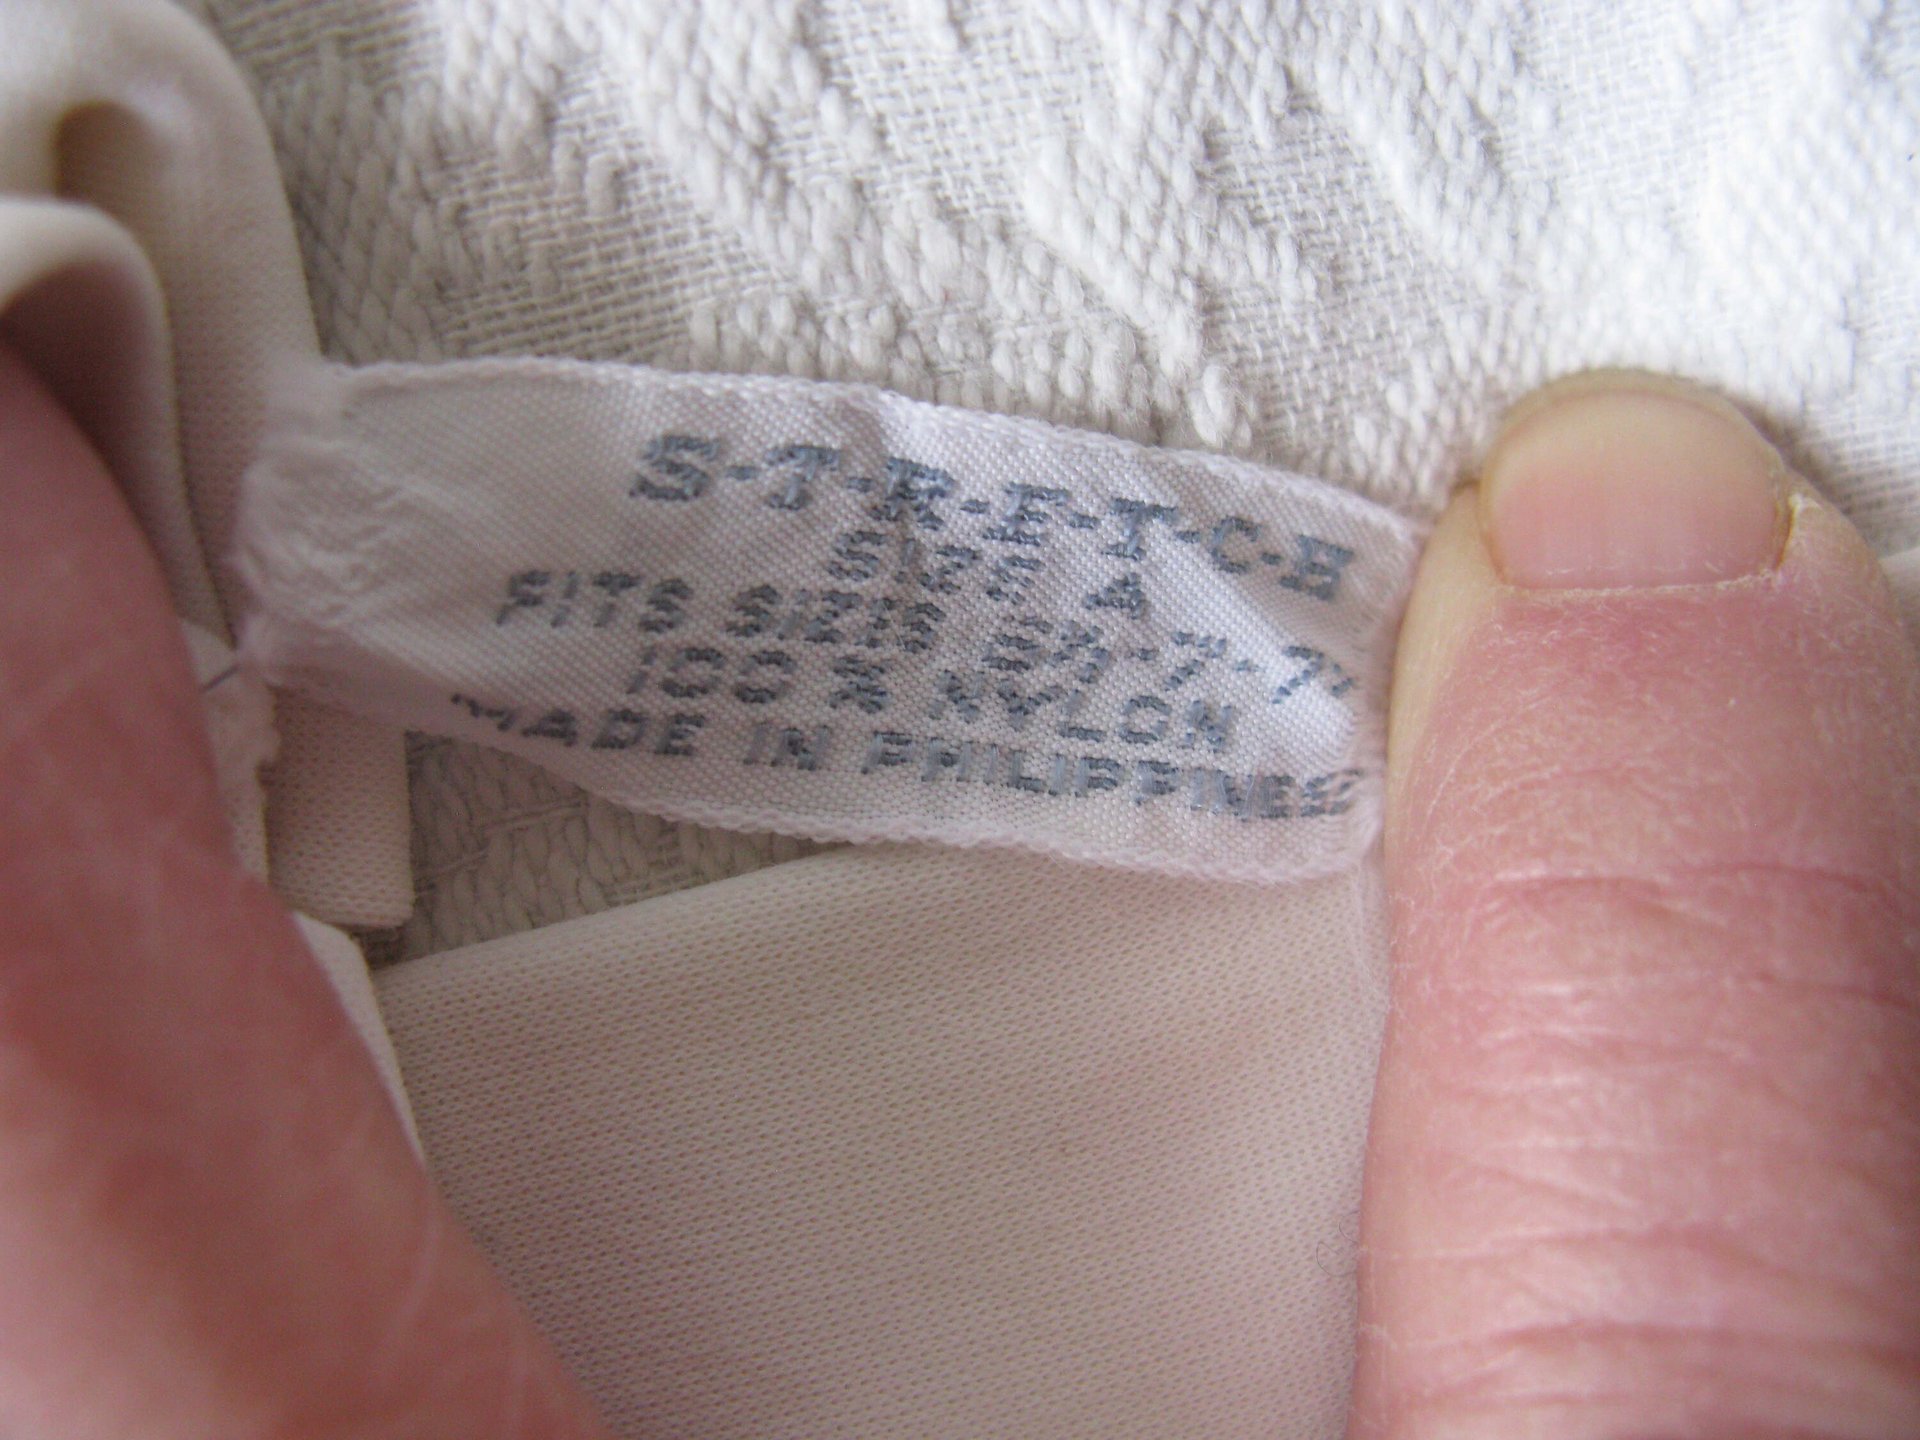 S-T-R-E-T-C-H
SIZE A
FITS SIZES
100 % NYLON
MADE IN PHILIPPINES